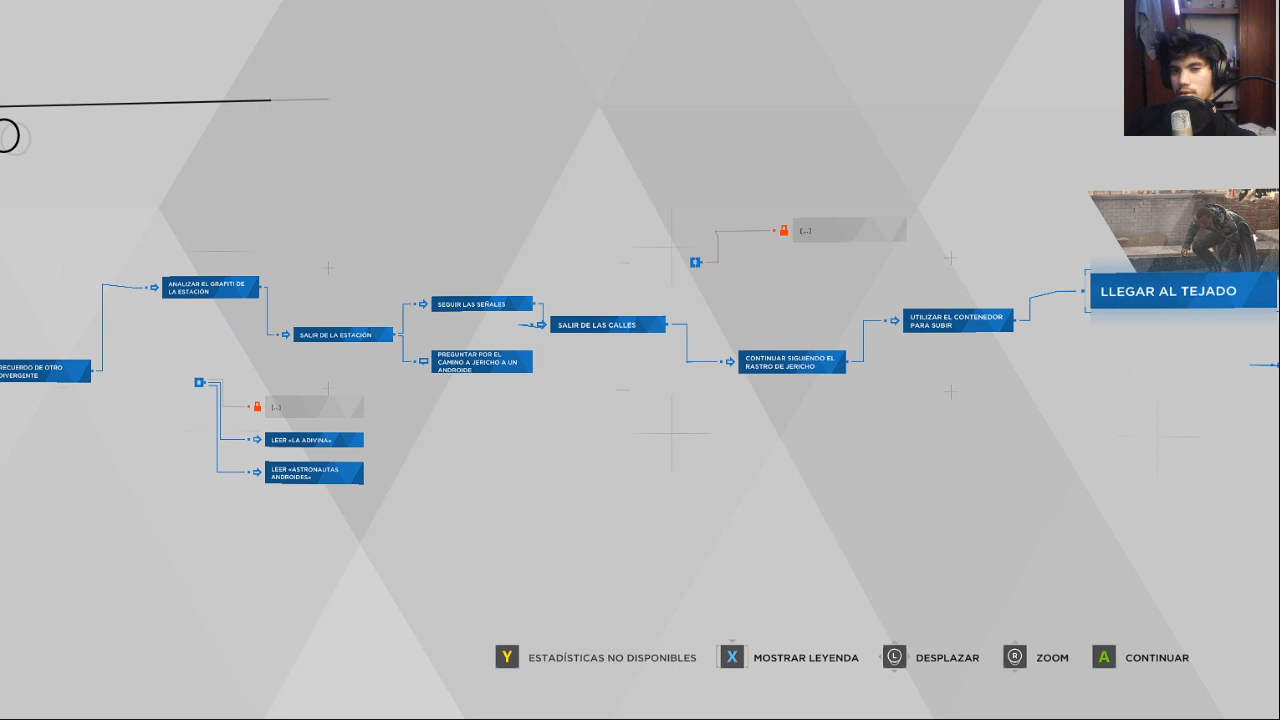 [...]
ANALIZAR EL GRAFITI DE
LA ESTACIÓN
SEGUIR LAS SEÑALES
LLEGAR AL TEJADO
SALIR DE LAS CALLES
UTILIZAR EL CONTENEDOR
PARA SUBIR
SALIR DE LA ESTACIÓN
PREGUNTAR POR EL
CAMINO A JERICHO A UN
ANDROIDE
CONTINUAR SIGUIENDO EL
RASTRO DE JERICHO
RECUERDO DE OTRO
DIVERGENTE
[...]
LEER «LA ADIVINA»
LEER «ASTRONAUTAS
ANDROIDES»
Y ESTADÍSTICAS NO DISPONIBLES X MOSTRAR LEYENDA L DESPLAZAR R ZOOM A CONTINUAR